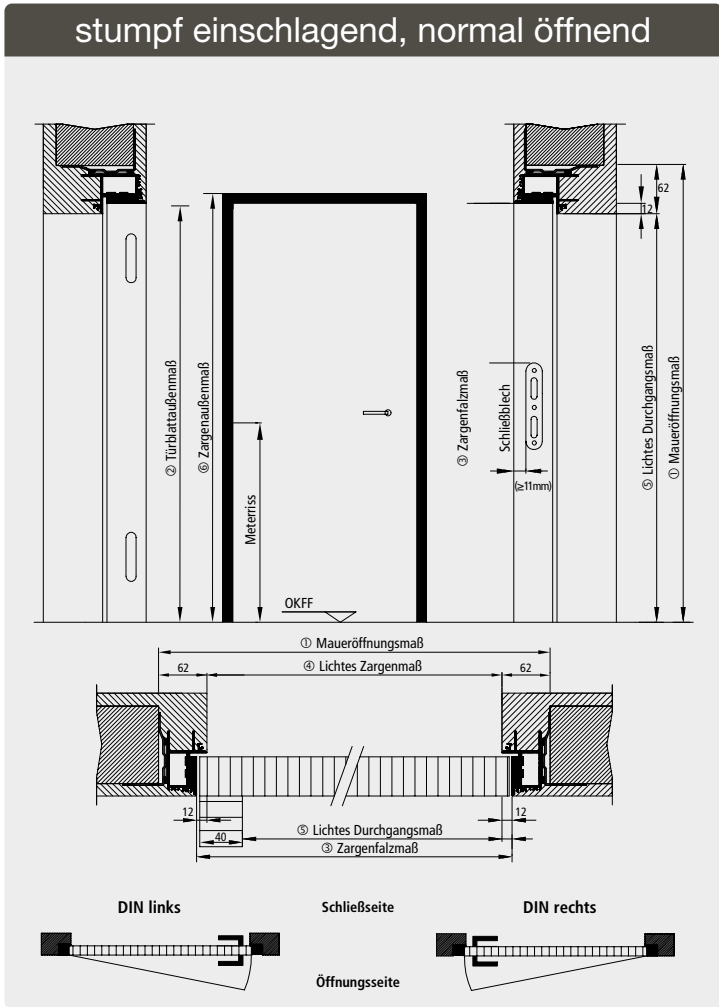 stumpf einschlagend, normal öffnend
62
12
② Türblattaußenmaß
⑥ Zargenaußenmaß
Meterriss
③ Zargenfalzmaß
Schließblech
(≥11mm)
⑤ Lichtes Durchgangsmaß
① Maueröffnungsmaß
OKFF
① Maueröffnungsmaß
62
④ Lichtes Zargenmaß
62
12
12
40
⑤ Lichtes Durchgangsmaß
③ Zargenfalzmaß
DIN links
Schließseite
DIN rechts
Öffnungsseite